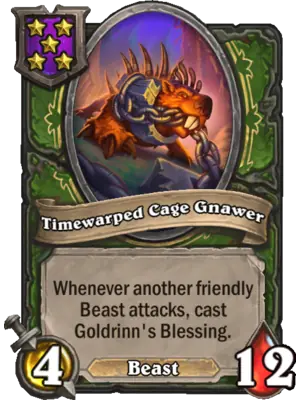 Timewarped Cage Gnawer
Whenever another friendly
Beast attacks, cast
Goldrinn's Blessing.
4
Beast
12